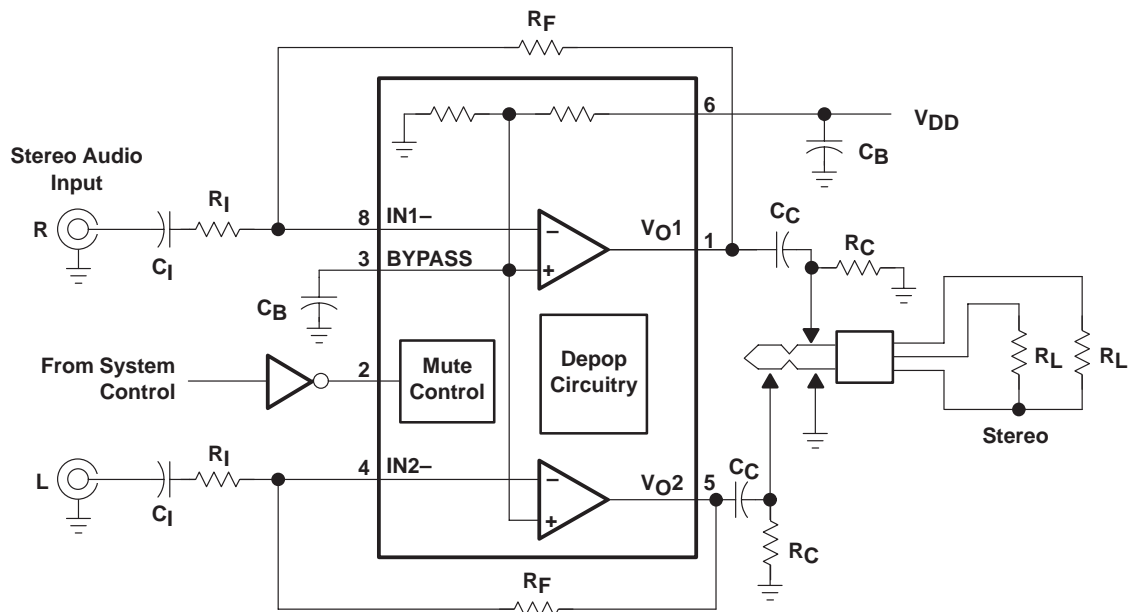 RF
6
VDD
CB
Stereo Audio
Input
R
CI
RI
8
IN1–
3
BYPASS
CB
–
+
VO1
1
CC
RC
From System
Control
2
Mute
Control
Depop
Circuitry
RL
RL
Stereo
L
CI
RI
4
IN2–
–
+
VO2
5
CC
RC
RF